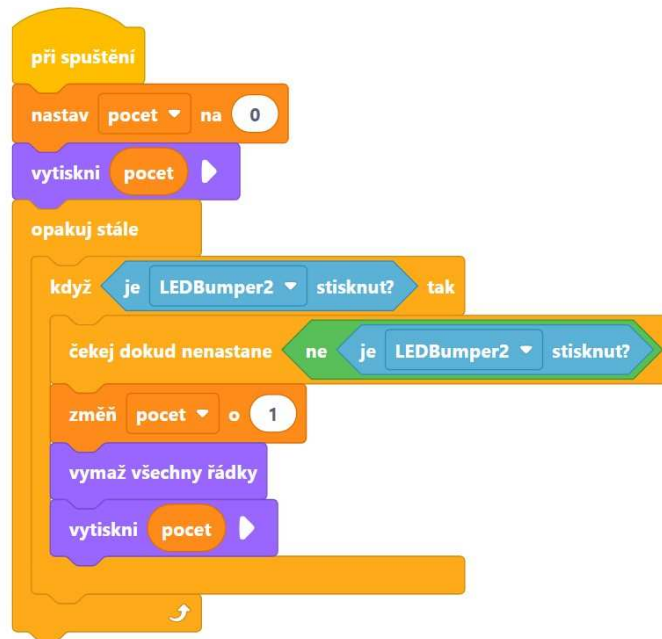 při spuštění
nastav pocet na 0
vytiskni pocet
opakuj stále
když je LEDBumper2 stisknut? tak
čekej dokud nenastane ne je LEDBumper2 stisknut?
změň pocet o 1
vymaž všechny řádky
vytiskni pocet